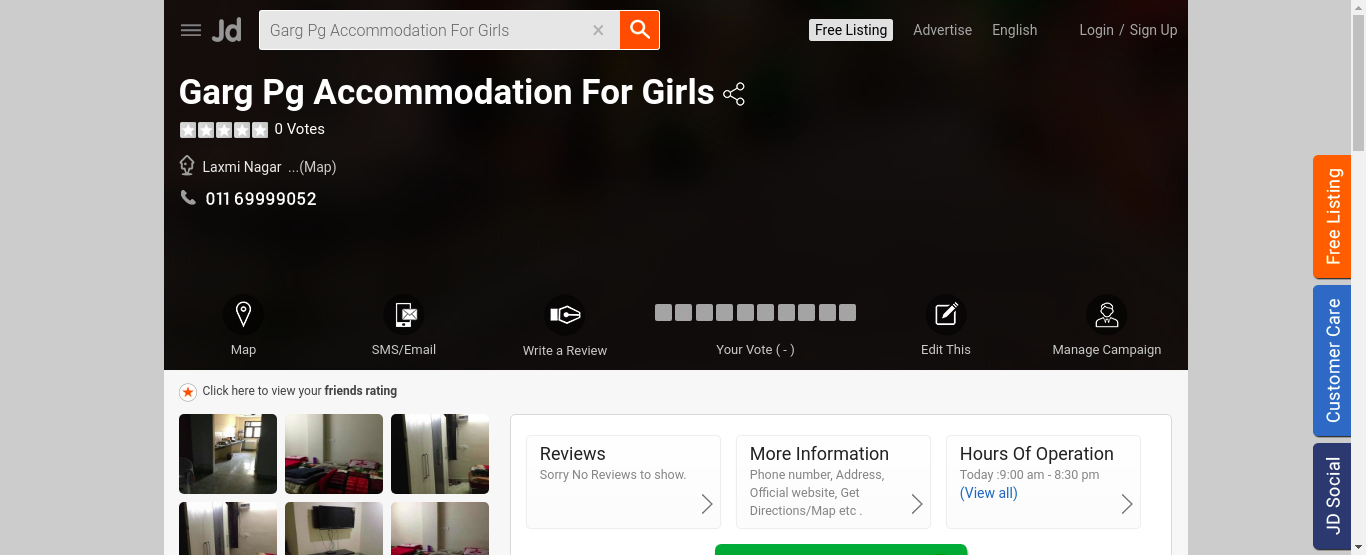 Jd
Garg Pg Accommodation For Girls
Free Listing
Advertise
English
Login / Sign Up
Garg Pg Accommodation For Girls
0 Votes
Laxmi Nagar ...(Map)
011 69999052
Map
SMS/Email
Write a Review
Your Vote ( - )
Edit This
Manage Campaign
Click here to view your friends rating
Reviews
Sorry No Reviews to show.
More Information
Phone number, Address,
Official website, Get
Directions/Map etc .
Hours Of Operation
Today :9:00 am - 8:30 pm
(View all)
Free Listing
Customer Care
JD Social